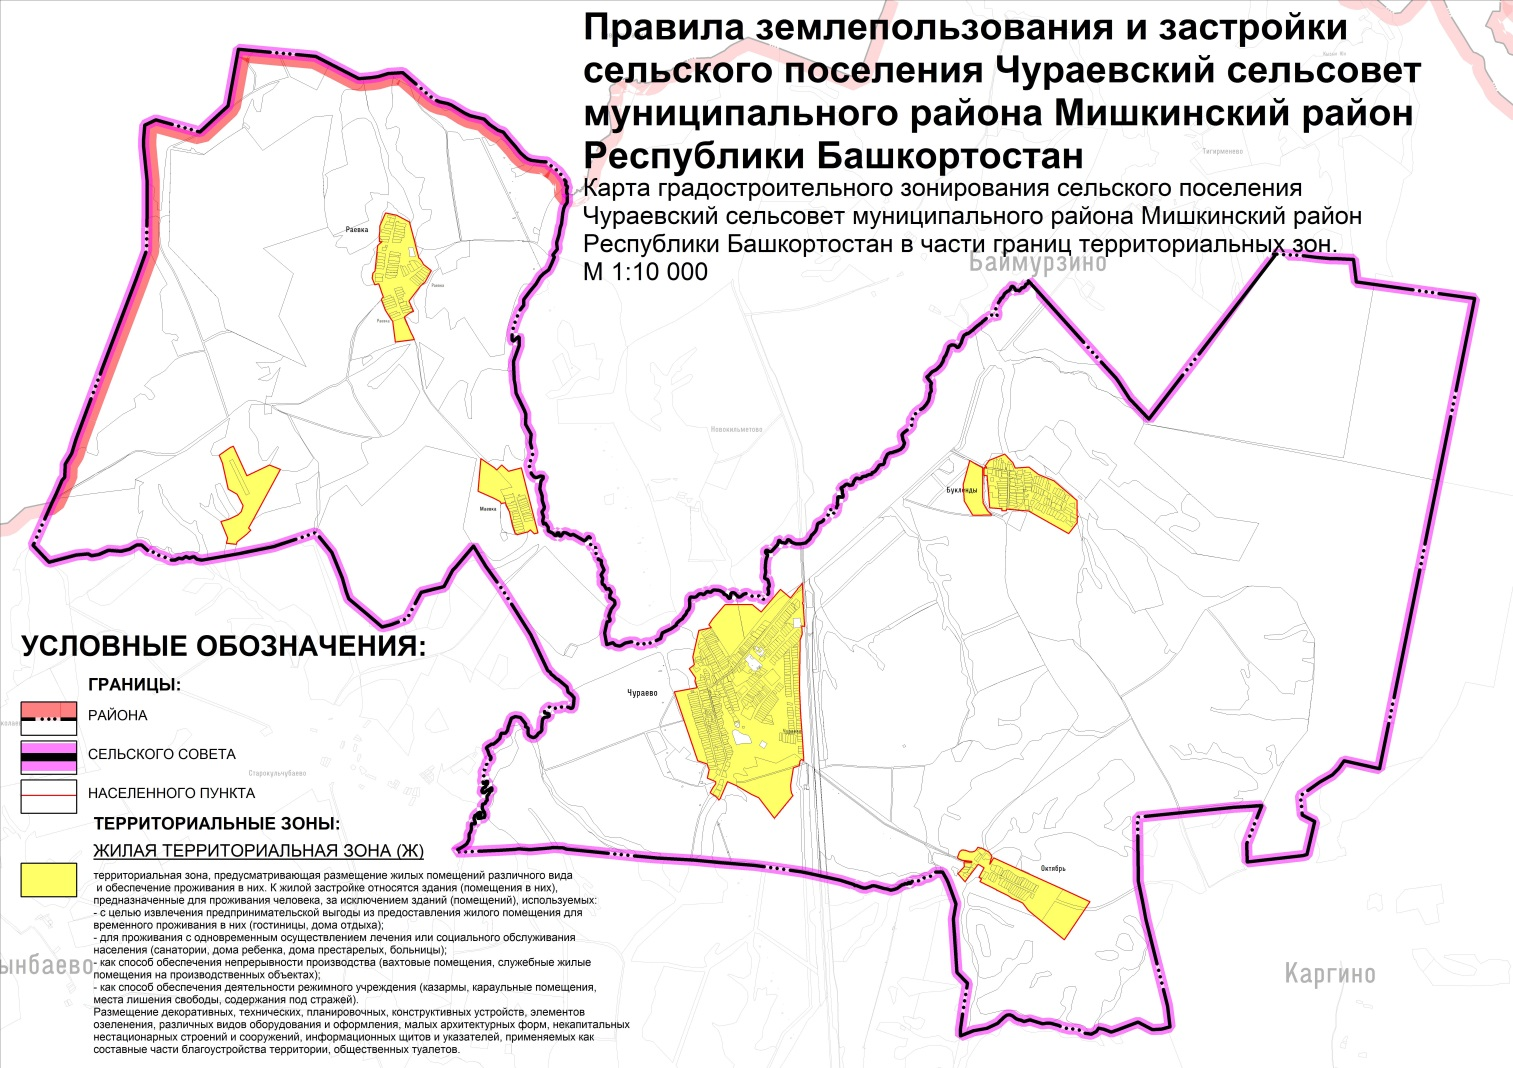 Правила землепользования и застройки
сельского поселения Чураевский сельсовет
муниципального района Мишкинский район
Республики Башкортостан
Карта градостроительного зонирования сельского поселения
Чураевский сельсовет муниципального района Мишкинский район
Республики Башкортостан в части границ территориальных зон.
М 1:10 000
Тигарменево
Баймурзино
Раевка
Раевка
Раевка
Новокильметово
Маевка
Букленды
Чураево
Чураево
Старокульчубаево
Октябрь
Каргино
ынбаево
УСЛОВНЫЕ ОБОЗНАЧЕНИЯ:
ГРАНИЦЫ:
РАЙОНА
СЕЛЬСКОГО СОВЕТА
НАСЕЛЕННОГО ПУНКТА
ТЕРРИТОРИАЛЬНЫЕ ЗОНЫ:
ЖИЛАЯ ТЕРРИТОРИАЛЬНАЯ ЗОНА (Ж)
территориальная зона, предусматривающая размещение жилых помещений различного вида
и обеспечение проживания в них. К жилой застройке относятся здания (помещения в них),
предназначенные для проживания человека, за исключением зданий (помещений), используемых:
- с целью извлечения предпринимательской выгоды из предоставления жилого помещения для
временного проживания в них (гостиницы, дома отдыха);
- для проживания с одновременным осуществлением лечения или социального обслуживания
населения (санатории, дома ребенка, дома престарелых, больницы);
- как способ обеспечения непрерывности производства (вахтовые помещения, служебные жилые
помещения на производственных объектах);
- как способ обеспечения деятельности режимного учреждения (казармы, караульные помещения,
места лишения свободы, содержания под стражей).
Размещение декоративных, технических, планировочных, конструктивных устройств, элементов
озеленения, различных видов оборудования и оформления, малых архитектурных форм, некапитальных
нестационарных строений и сооружений, информационных щитов и указателей, применяемых как
составные части благоустройства территории, общественных туалетов.